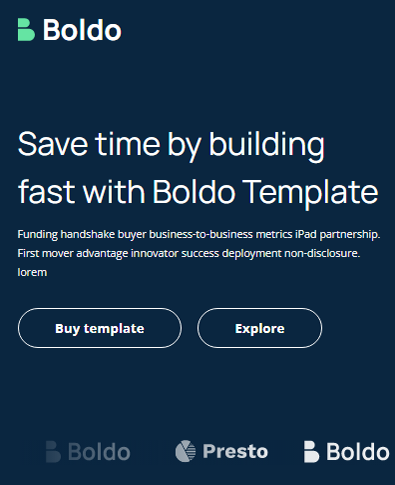 Boldo
Save time by building
fast with Boldo Template
Funding handshake buyer business-to-business metrics iPad partnership.
First mover advantage innovator success deployment non-disclosure.
lorem
Buy template Explore
Boldo Presto Boldo